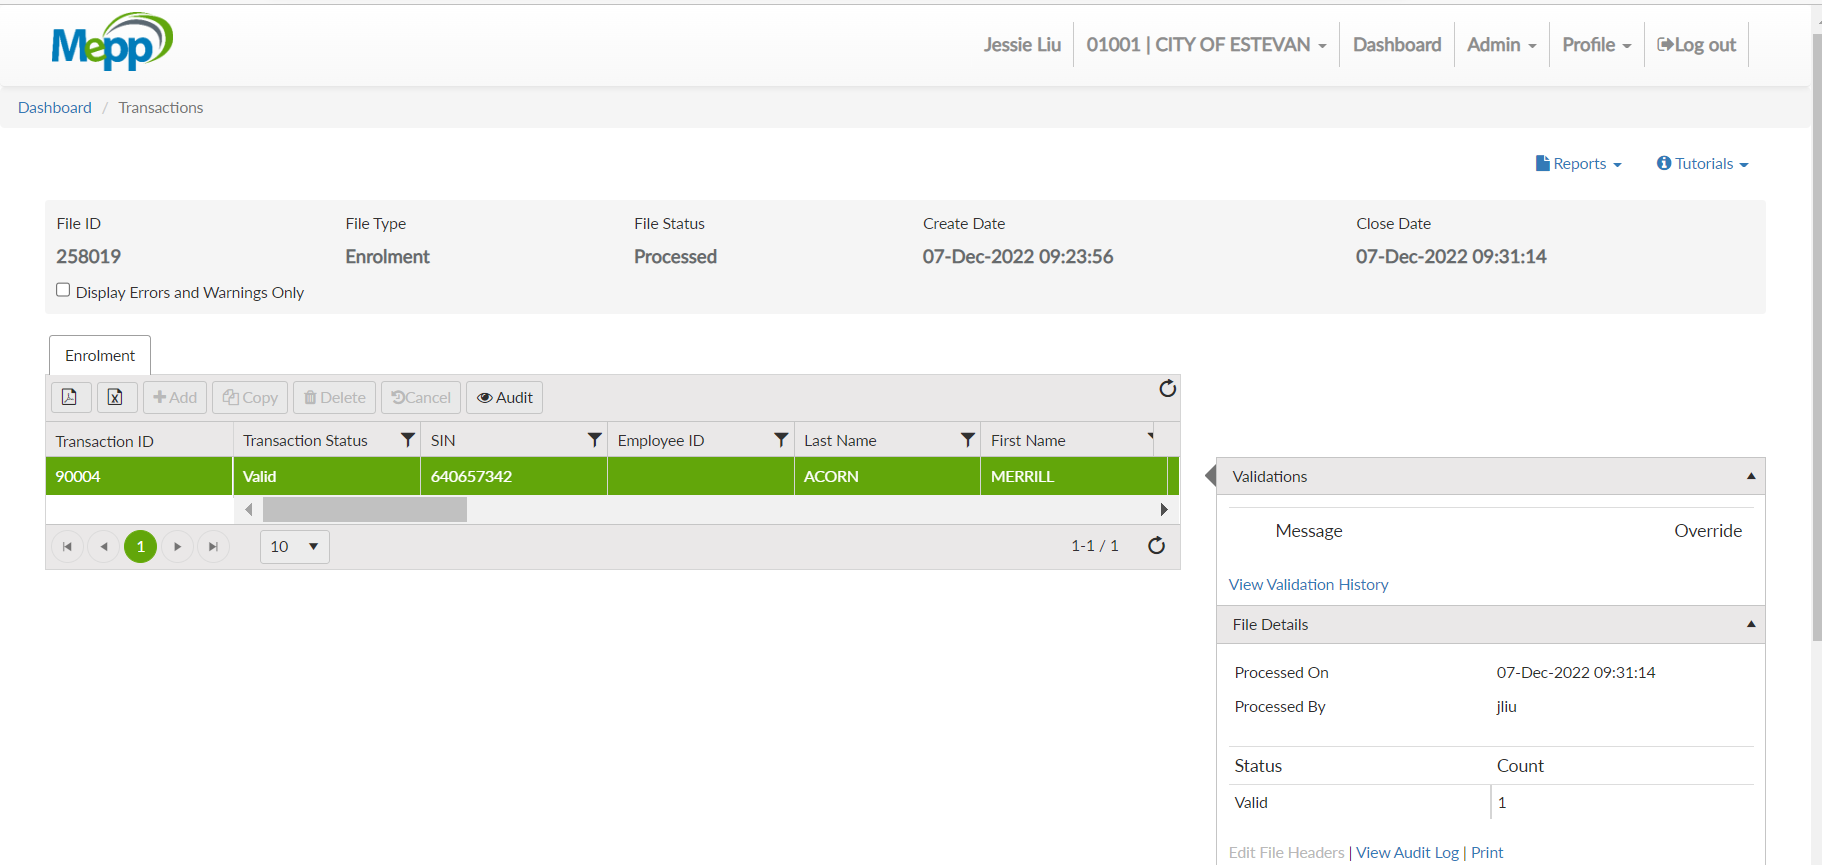 Mepp
Jessie Liu 01001 | CITY OF ESTEVAN Dashboard Admin Profile Log out
Dashboard / Transactions
Reports Tutorials
File ID File Type File Status Create Date Close Date
258019 Enrolment Processed 07-Dec-2022 09:23:56 07-Dec-2022 09:31:14
Display Errors and Warnings Only
Enrolment
Add Copy Delete Cancel Audit
Transaction ID Transaction Status SIN Employee ID Last Name First Name
90004 Valid 640657342 ACORN MERRILL
1 10 1-1 / 1
Validations
Message Override
View Validation History
File Details
Processed On 07-Dec-2022 09:31:14
Processed By jliu
Status Count
Valid 1
Edit File Headers | View Audit Log | Print